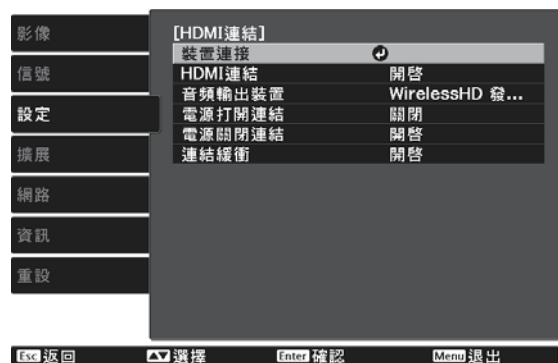 影像
信號
設定
擴展
網路
資訊
重設
[HDMI連結]
裝置連接
HDMI連結 開啓
音頻輸出裝置 WirelessHD 發...
電源打開連結 關閉
電源關閉連結 開啓
連結緩衝 開啓
Esc 返回 選擇 Enter 確認 Menu 退出